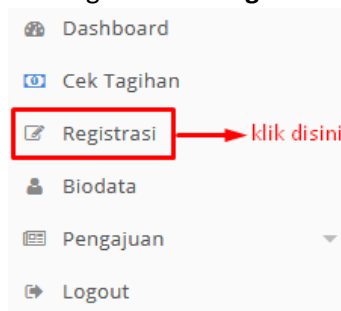 Dashboard
Cek Tagihan
Registrasi klik disini
Biodata
Pengajuan
Logout